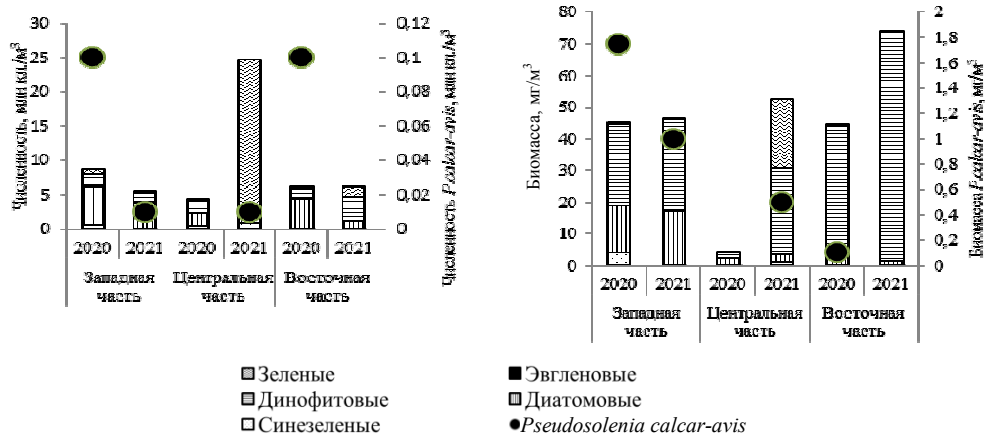 30
25
20
15
10
5
0
Численность, млн кл/м³
0,12
0,1
0,08
0,06
0,04
0,02
0
Численность P.calcar-avis, млн кл/м³
2020 2021 2020 2021 2020 2021
Западная часть
Центральная часть
Восточная часть
80
70
60
50
40
30
20
10
0
Биомасса, мг/м³
2
1,8
1,6
1,4
1,2
1
0,8
0,6
0,4
0,2
0
Биомасса P.calcar-avis, мг/м³
2020 2021 2020 2021 2020 2021
Западная часть
Центральная часть
Восточная часть
Зеленые
Эвгленовые
Динофитовые
Диатомовые
Синезеленые
Pseudosolenia calcar-avis